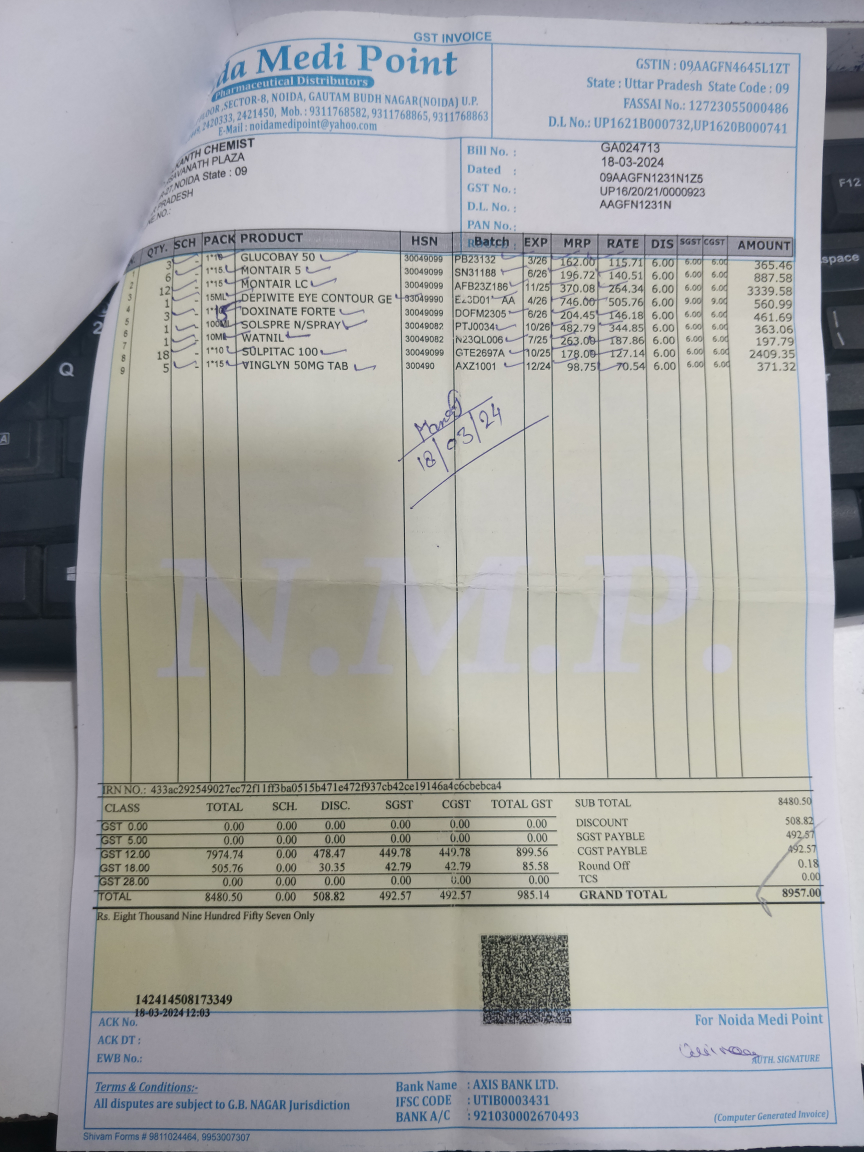 GST INVOICE
da Medi Point
Pharmaceutical Distributors
OOR ,SECTOR-8, NOIDA, GAUTAM BUDH NAGAR(NOIDA) U.P.
2420333, 2421450, Mob. : 9311768582, 9311768865, 9311768863
E-Mail : noidamedipoint@yahoo.com
GSTIN : 09AAGFN4645L1ZT
State : Uttar Pradesh State Code : 09
FASSAI No.: 12723055000486
D.L No.: UP1621B000732,UP1620B000741
KANTH CHEMIST
RAVANATH PLAZA
NOIDA State : 09
PRADESH
NO.:
Bill No. : GA024713
Dated : 18-03-2024
GST No. : 09AAGFN1231N1Z5
D.L. No. : UP16/20/21/0000923
PAN No.: AAGFN1231N
QTY. SCH PACK PRODUCT HSN Batch EXP MRP RATE DIS SGST CGST AMOUNT
3 - 1*10 GLUCOBAY 50 30049099 PB23132 3/26 162.00 115.71 6.00 6.00 6.00 365.46
2 6 - 1*15 MONTAIR 5 30049099 SN31188 6/26 196.72 140.51 6.00 6.00 6.00 887.58
3 12 - 1*15 MONTAIR LC 30049099 AFB23Z186 11/25 370.08 264.34 6.00 6.00 6.00 3339.58
4 1 - 15ML DEPIWHITE EYE CONTOUR GE AA 4/26 746.00 505.76 6.00 9.00 9.00 560.99
5 3 - DOXINATE FORTE 30049099 DOFM2305 6/26 204.45 146.18 6.00 6.00 6.00 461.69
6 1 - 100ML SOLSPRE N/SPRAY 30049082 PTJ0034 10/26 482.79 344.85 6.00 6.00 6.00 363.06
7 1 - 10ML WATNIL 30049082 N23QL006 7/25 263.00 187.86 6.00 6.00 6.00 197.79
8 18 - 1*10 SULPITAC 100 30049099 GTE2697A 10/25 178.00 127.14 6.00 6.00 6.00 2409.35
9 5 - 1*15 VINGLYN 50MG TAB 300490 AXZ1001 12/24 98.75 70.54 6.00 6.00 6.00 371.32
18/03/24
N.M.P.
IRN NO.: 433ac292549027ec72f11ff3ba0515b471e472f937cb42ce19146a4c6cbebca4
CLASS TOTAL SCH. DISC. SGST CGST TOTAL GST
GST 0.00 0.00 0.00 0.00 0.00 0.00 0.00
GST 5.00 0.00 0.00 0.00 0.00 0.00 0.00
GST 12.00 7974.74 0.00 478.47 449.78 449.78 899.56
GST 18.00 505.76 0.00 30.35 42.79 42.79 85.58
GST 28.00 0.00 0.00 0.00 0.00 0.00 0.00
TOTAL 8480.50 0.00 508.82 492.57 492.57 985.14
SUB TOTAL 8480.50
DISCOUNT 508.82
SGST PAYBLE 492.57
CGST PAYBLE 492.57
Round Off 0.18
TCS 0.00
GRAND TOTAL 8957.00
Rs. Eight Thousand Nine Hundred Fifty Seven Only
142414508173349
18-03-2024 12:03
ACK No.
ACK DT :
EWB No.:
For Noida Medi Point
AUTH. SIGNATURE
Terms & Conditions:-
All disputes are subject to G.B. NAGAR Jurisdiction
Bank Name : AXIS BANK LTD.
IFSC CODE : UTIB0003431
BANK A/C : 921030002670493
(Computer Generated Invoice)
Shivam Forms # 9811024464, 9953007307
F12
space
Q